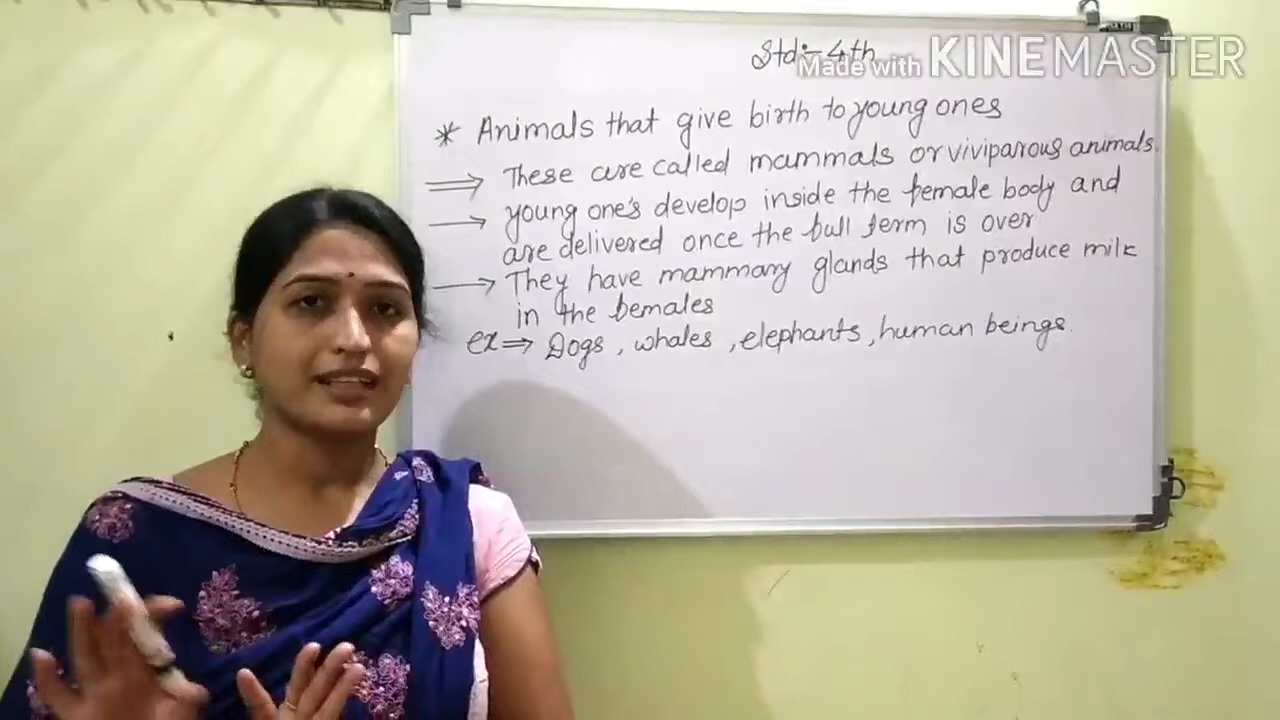 Std:- 4th
Made with KINEMASTER
* Animals that give birth to young ones
⇒ These are called mammals or viviparous animals.
→ young one's develop inside the female body and
are delivered once the full term is over
→ They have mammary glands that produce milk
in the females
ex ⇒ Dogs, whales, elephants, human beings.